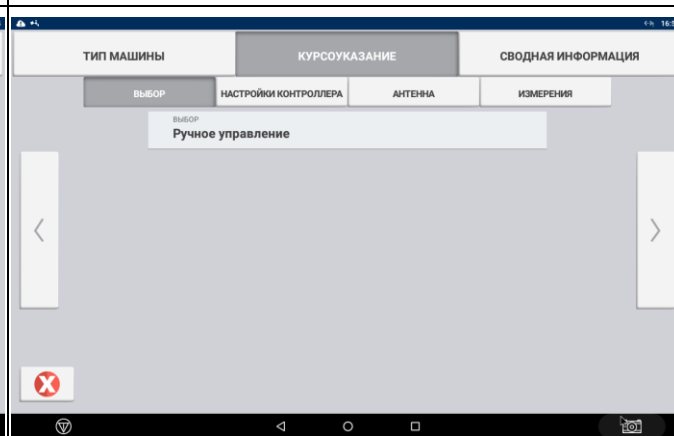 ТИП МАШИНЫ
КУРСОУКАЗАНИЕ
СВОДНАЯ ИНФОРМАЦИЯ
ВЫБОР
НАСТРОЙКИ КОНТРОЛЛЕРА
АНТЕННА
ИЗМЕРЕНИЯ
ВЫБОР
Ручное управление